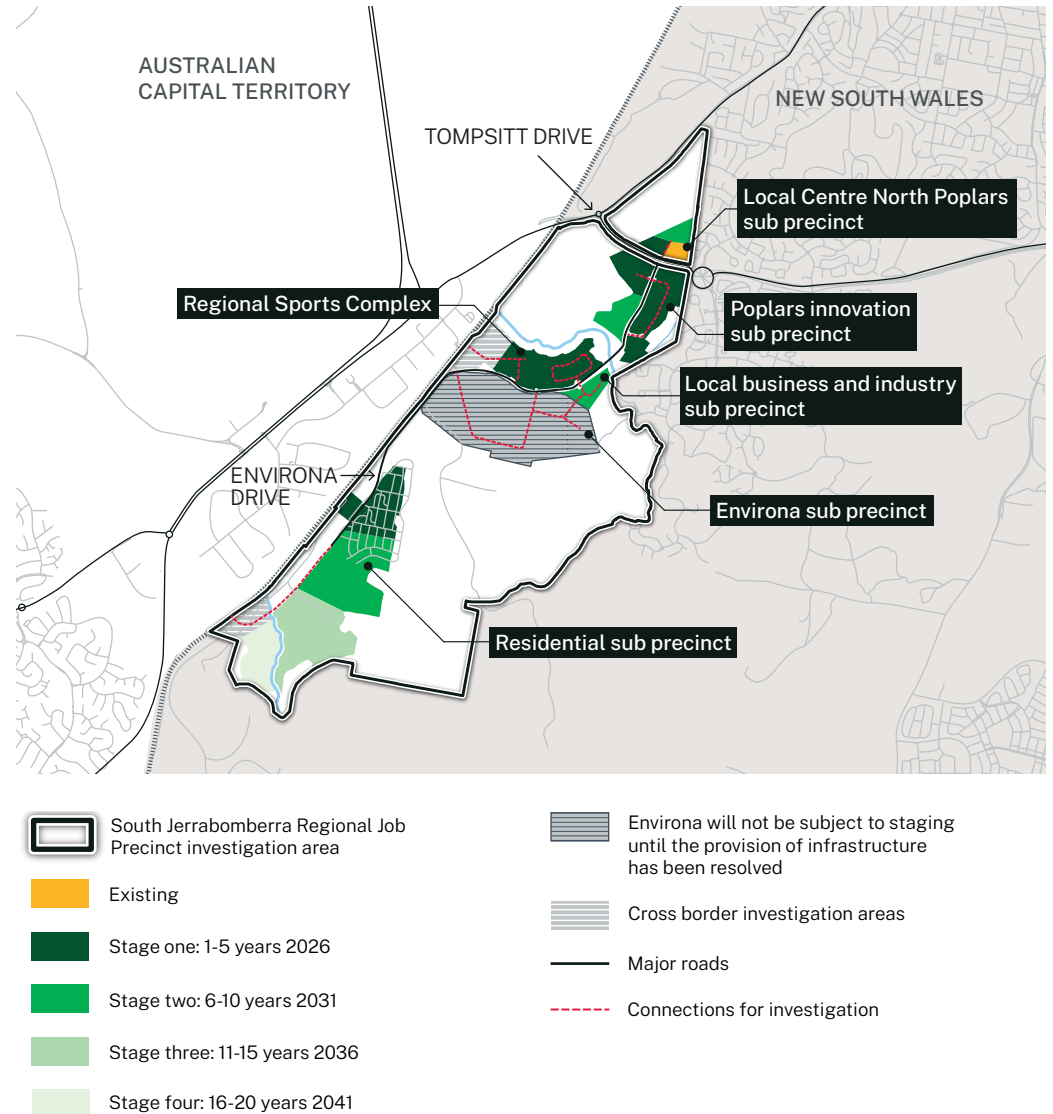 AUSTRALIAN
CAPITAL TERRITORY
NEW SOUTH WALES
TOMPSITT DRIVE
Local Centre North Poplars
sub precinct
Regional Sports Complex
Poplars innovation
sub precinct
Local business and industry
sub precinct
ENVIRONA
DRIVE
Environa sub precinct
Residential sub precinct
South Jerrabomberra Regional Job
Precinct investigation area
Existing
Stage one: 1-5 years 2026
Stage two: 6-10 years 2031
Stage three: 11-15 years 2036
Stage four: 16-20 years 2041
Environa will not be subject to staging
until the provision of infrastructure
has been resolved
Cross border investigation areas
Major roads
Connections for investigation